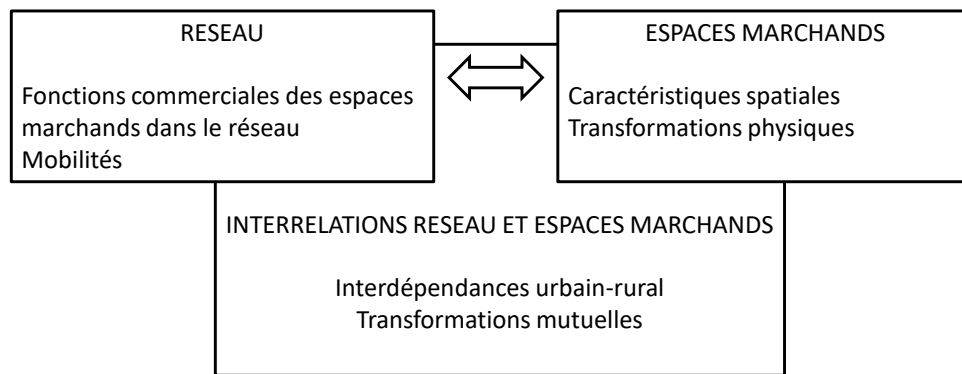 RESEAU
Fonctions commerciales des espaces
marchands dans le réseau
Mobilités
ESPACES MARCHANDS
Caractéristiques spatiales
Transformations physiques
INTERRELATIONS RESEAU ET ESPACES MARCHANDS
Interdépendances urbain-rural
Transformations mutuelles